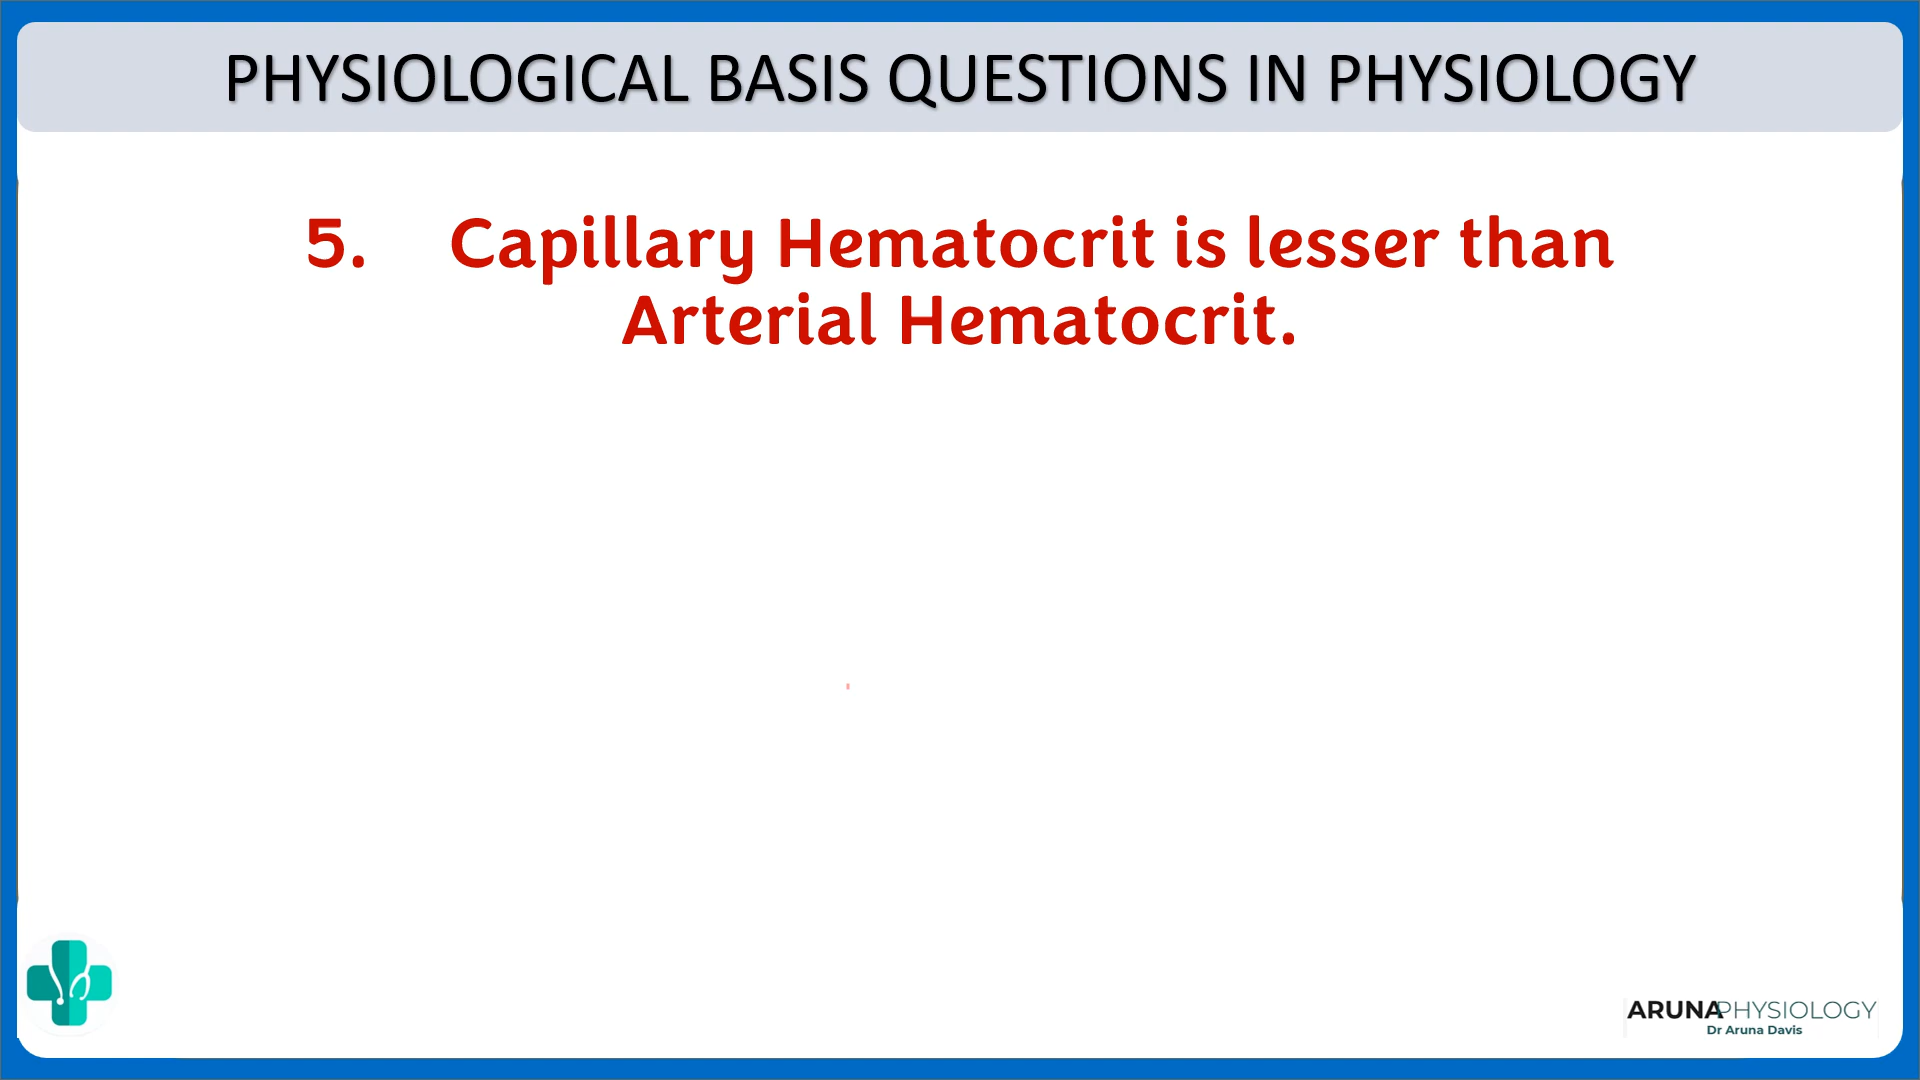 PHYSIOLOGICAL BASIS QUESTIONS IN PHYSIOLOGY
5. Capillary Hematocrit is lesser than
Arterial Hematocrit.
ARUNAPHYSIOLOGY
Dr Aruna Davis